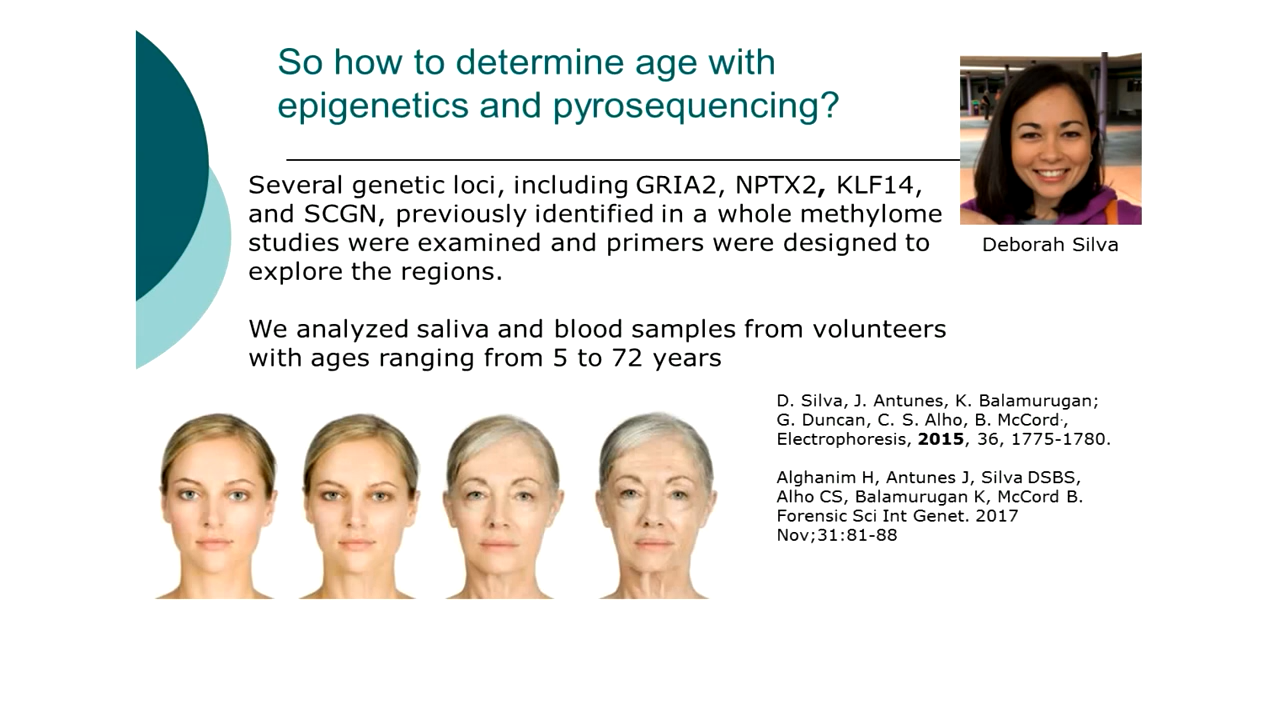 So how to determine age with
epigenetics and pyrosequencing?
Several genetic loci, including GRIA2, NPTX2, KLF14,
and SCGN, previously identified in a whole methylome
studies were examined and primers were designed to
explore the regions.
Deborah Silva
We analyzed saliva and blood samples from volunteers
with ages ranging from 5 to 72 years
D. Silva, J. Antunes, K. Balamurugan;
G. Duncan, C. S. Alho, B. McCord.,
Electrophoresis, 2015, 36, 1775-1780.
Alghanim H, Antunes J, Silva DSBS,
Alho CS, Balamurugan K, McCord B.
Forensic Sci Int Genet. 2017
Nov;31:81-88